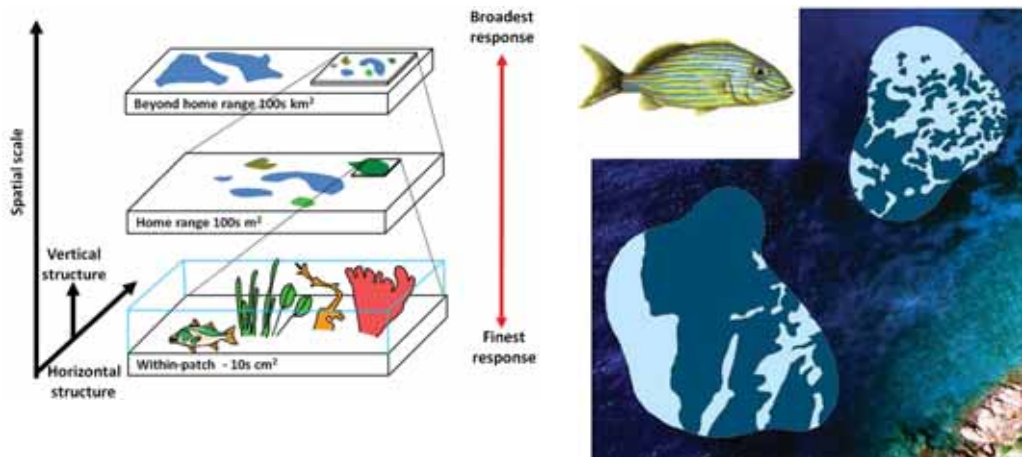 Spatial scale
Broadest
response
Beyond home range 100s km²
Home range 100s m²
Vertical
structure
Within-patch - 10s cm²
Horizontal
structure
Finest
response